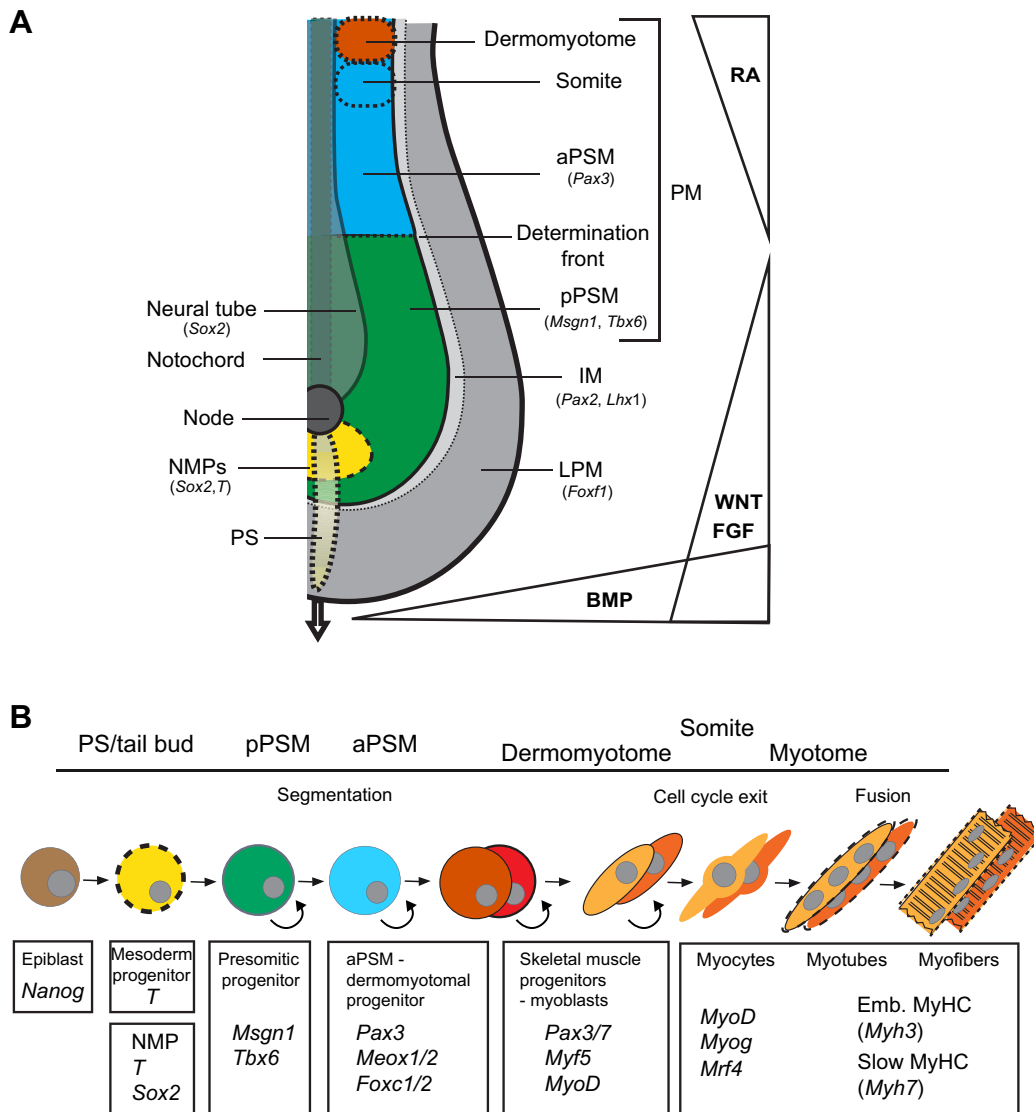 A
Dermomyotome
Somite
aPSM
(Pax3)
Determination
front
pPSM
(Msgn1, Tbx6)
PM
IM
(Pax2, Lhx1)
LPM
(Foxf1)
Neural tube
(Sox2)
Notochord
Node
NMPs
(Sox2,T)
PS
RA
WNT
FGF
BMP
B
PS/tail bud
pPSM
aPSM
Somite
Dermomyotome
Myotome
Segmentation
Cell cycle exit
Fusion
Epiblast
Nanog
Mesoderm
progenitor
T
NMP
T
Sox2
Presomitic
progenitor
Msgn1
Tbx6
aPSM -
dermomyotomal
progenitor
Pax3
Meox1/2
Foxc1/2
Skeletal muscle
progenitors
- myoblasts
Pax3/7
Myf5
MyoD
Myocytes
Myotubes
Myofibers
MyoD
Myog
Mrf4
Emb. MyHC
(Myh3)
Slow MyHC
(Myh7)